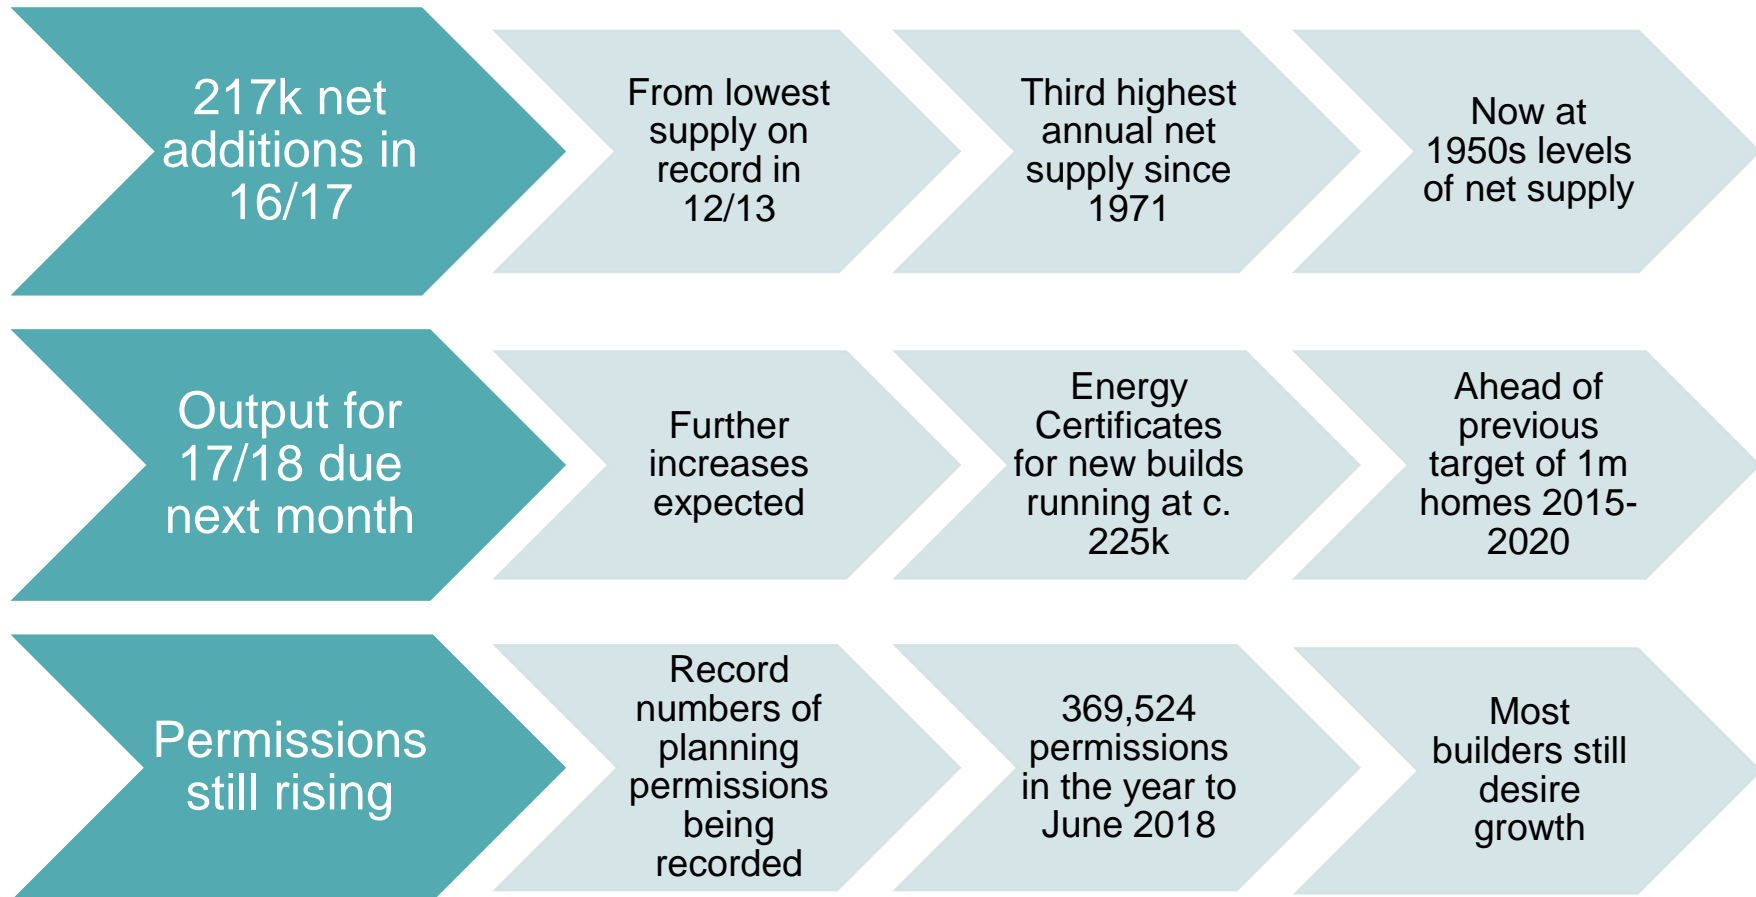 217k net
additions in
16/17
From lowest
supply on
record in
12/13
Third highest
annual net
supply since
1971
Now at
1950s levels
of net supply
Output for
17/18 due
next month
Further
increases
expected
Energy
Certificates
for new builds
running at c.
225k
Ahead of
previous
target of 1m
homes 2015-
2020
Permissions
still rising
Record
numbers of
planning
permissions
being
recorded
369,524
permissions
in the year to
June 2018
Most
builders still
desire
growth